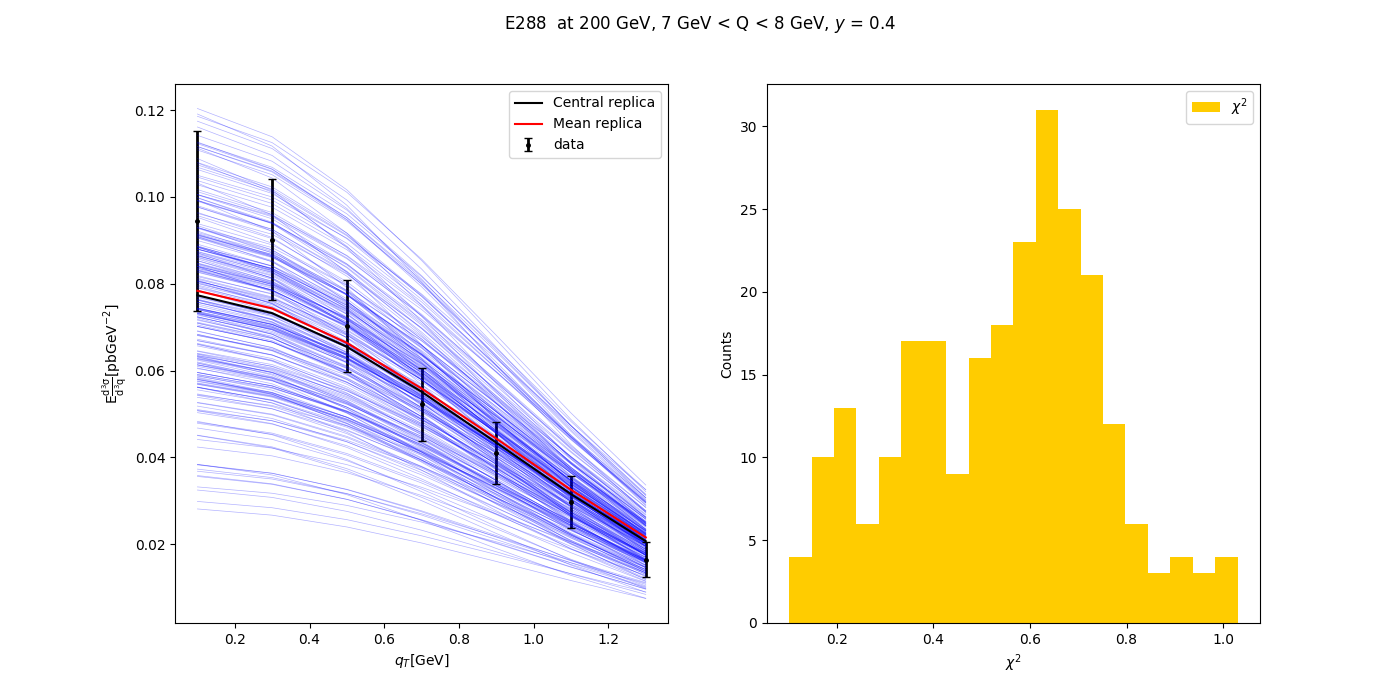 E288 at 200 GeV, 7 GeV < Q < 8 GeV, y = 0.4
Central replica
Mean replica
data
0.12
0.10
0.08
0.06
0.04
0.02
E d³σ/d³q [pbGeV⁻²]
0.2 0.4 0.6 0.8 1.0 1.2
q_T[GeV]
χ²
30
25
20
15
10
5
0
Counts
0.2 0.4 0.6 0.8 1.0
χ²